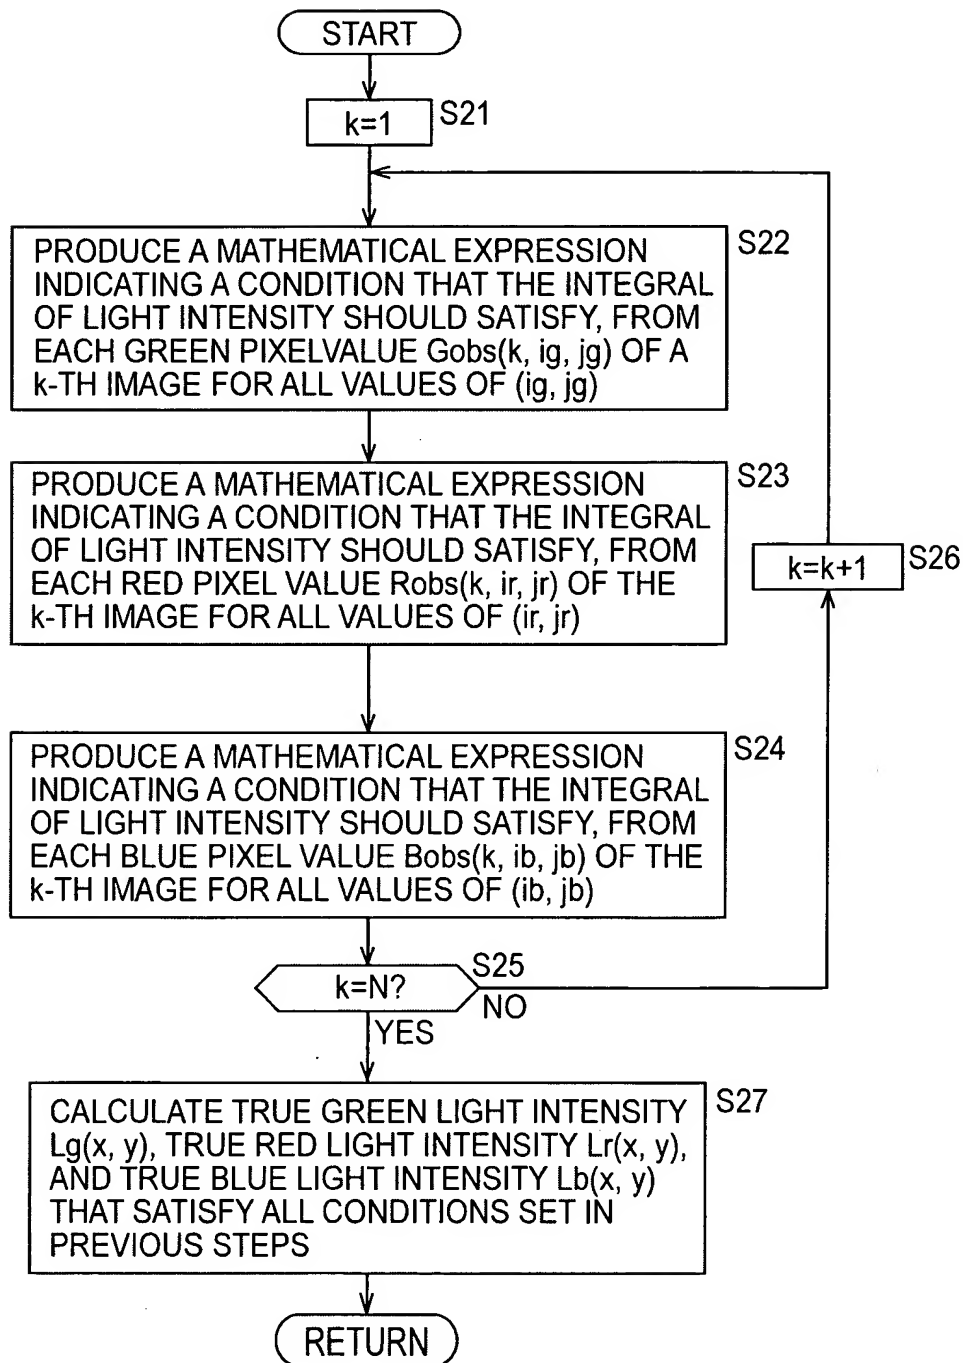 START
k=1
S21
PRODUCE A MATHEMATICAL EXPRESSION
INDICATING A CONDITION THAT THE INTEGRAL
OF LIGHT INTENSITY SHOULD SATISFY, FROM
EACH GREEN PIXELVALUE Gobs(k, ig, jg) OF A
k-TH IMAGE FOR ALL VALUES OF (ig, jg)
S22
PRODUCE A MATHEMATICAL EXPRESSION
INDICATING A CONDITION THAT THE INTEGRAL
OF LIGHT INTENSITY SHOULD SATISFY, FROM
EACH RED PIXEL VALUE Robs(k, ir, jr) OF THE
k-TH IMAGE FOR ALL VALUES OF (ir, jr)
S23
k=k+1
S26
PRODUCE A MATHEMATICAL EXPRESSION
INDICATING A CONDITION THAT THE INTEGRAL
OF LIGHT INTENSITY SHOULD SATISFY, FROM
EACH BLUE PIXEL VALUE Bobs(k, ib, jb) OF THE
k-TH IMAGE FOR ALL VALUES OF (ib, jb)
S24
k=N?
S25
NO
YES
CALCULATE TRUE GREEN LIGHT INTENSITY
Lg(x, y), TRUE RED LIGHT INTENSITY Lr(x, y),
AND TRUE BLUE LIGHT INTENSITY Lb(x, y)
THAT SATISFY ALL CONDITIONS SET IN
PREVIOUS STEPS
S27
RETURN